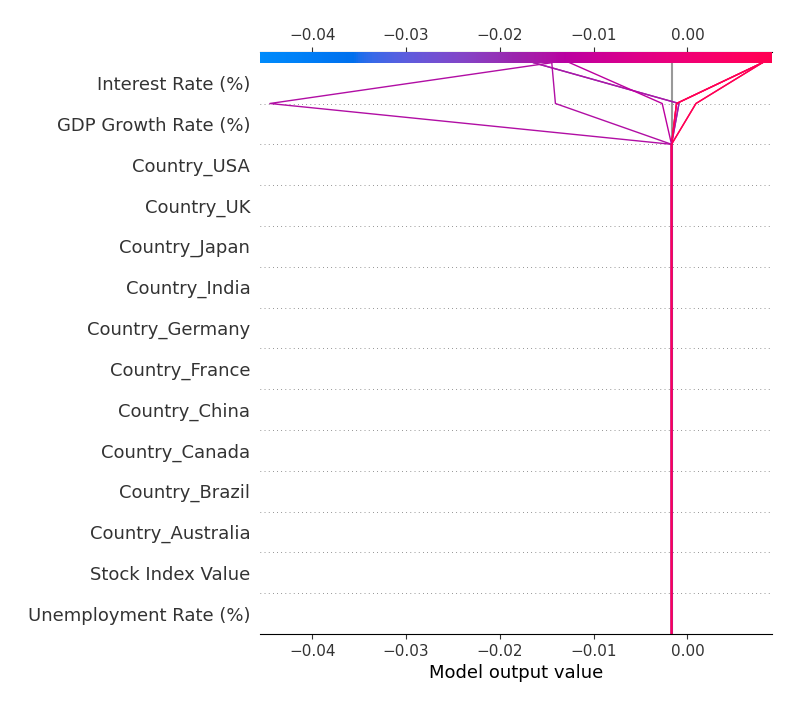 −0.04 −0.03 −0.02 −0.01 0.00
Interest Rate (%)
GDP Growth Rate (%)
Country_USA
Country_UK
Country_Japan
Country_India
Country_Germany
Country_France
Country_China
Country_Canada
Country_Brazil
Country_Australia
Stock Index Value
Unemployment Rate (%)
−0.04 −0.03 −0.02 −0.01 0.00
Model output value